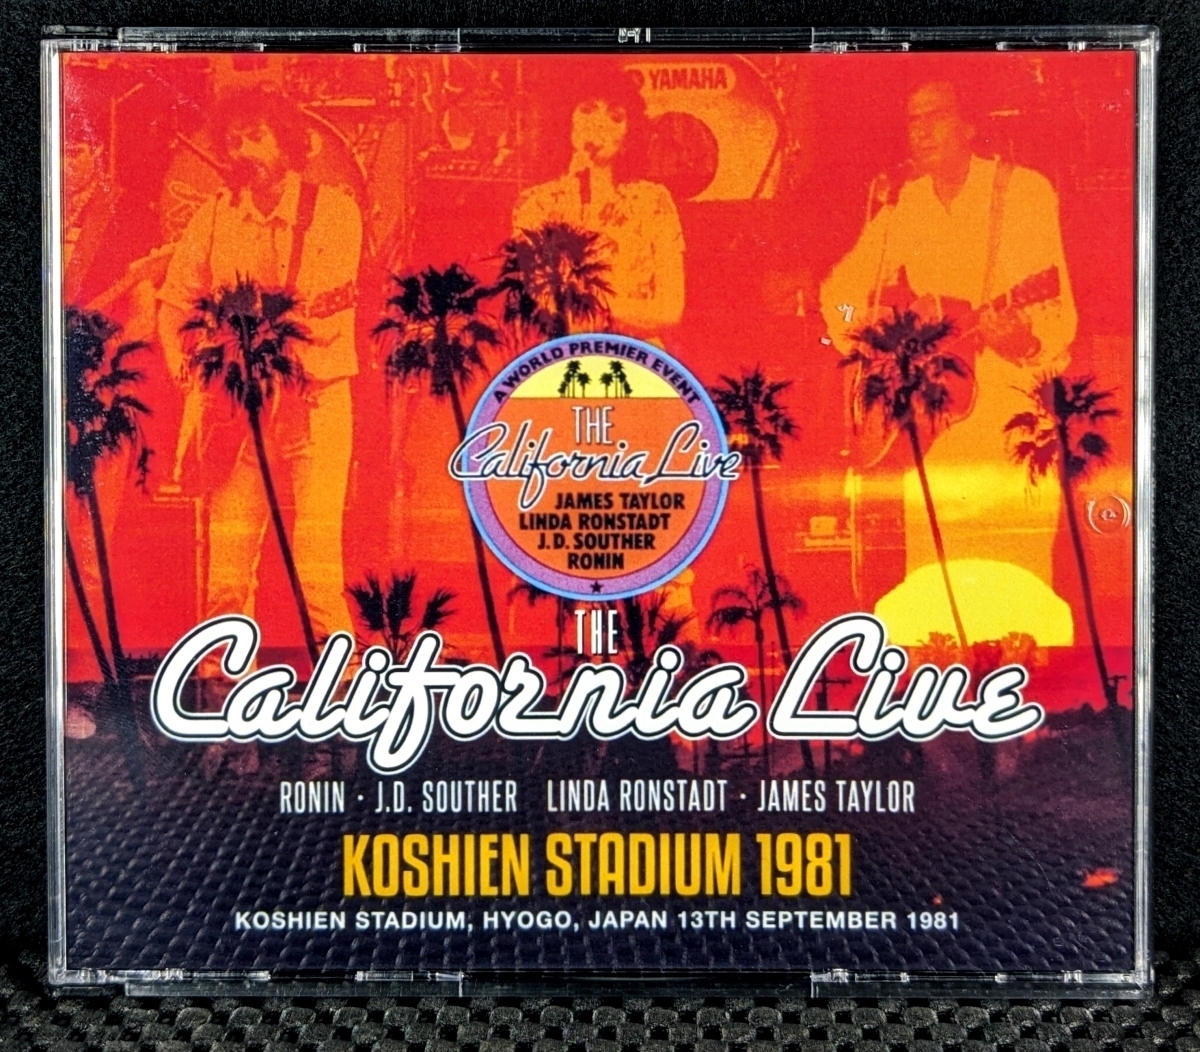 YAMAHA
A WORLD PREMIER EVENT
THE
California Live
JAMES TAYLOR
LINDA RONSTADT
J.D. SOUTHER
RONIN
THE
California Live
RONIN · J.D. SOUTHER LINDA RONSTADT · JAMES TAYLOR
KOSHIEN STADIUM 1981
KOSHIEN STADIUM, HYOGO, JAPAN 13TH SEPTEMBER 1981